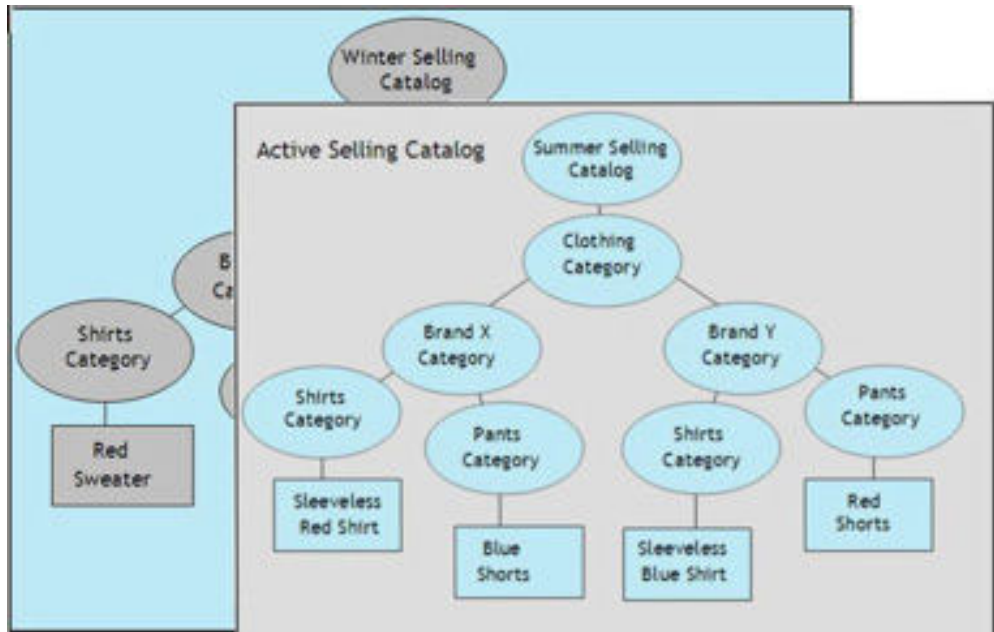 Winter Selling
Catalog
Active Selling Catalog
Summer Selling
Catalog
Clothing
Category
B
Ca
Brand X
Category
Brand Y
Category
Shirts
Category
Shirts
Category
Pants
Category
Shirts
Category
Pants
Category
Red
Sweater
Sleeveless
Red Shirt
Blue
Shorts
Sleeveless
Blue Shirt
Red
Shorts